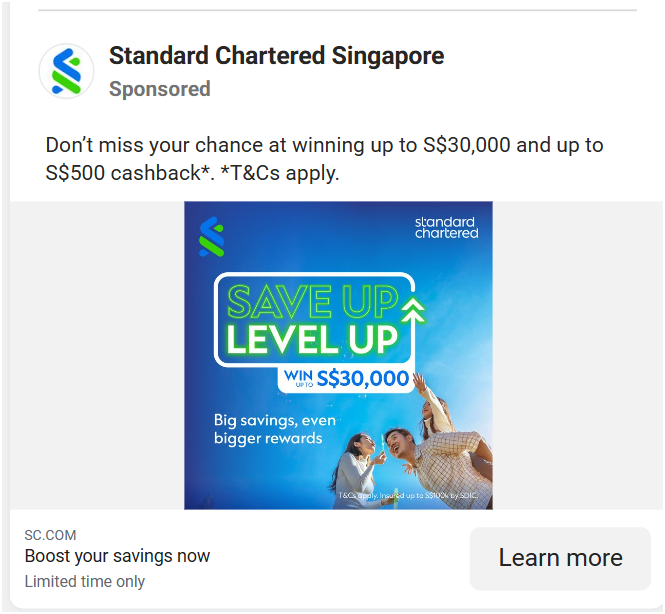 Standard Chartered Singapore
Sponsored
Don’t miss your chance at winning up to S$30,000 and up to
S$500 cashback*. *T&Cs apply.
standard
chartered
SAVE UP
LEVEL UP
WIN
UP TO
S$30,000
Big savings, even
bigger rewards
T&Cs apply. Insured up to S$100k by SDIC.
SC.COM
Boost your savings now
Limited time only
Learn more